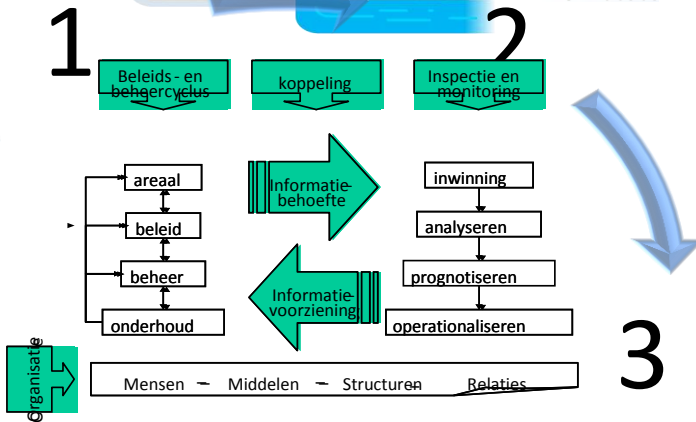 1
2
Beleids - en
beheercyclus
koppeling
Inspectie en
monitoring
areaal
beleid
beheer
onderhoud
Informatie-
behoefte
Informatie-
voorziening
inwinning
analyseren
prognotiseren
operationaliseren
3
Organisatie
Mensen – Middelen – Structuren – Relaties